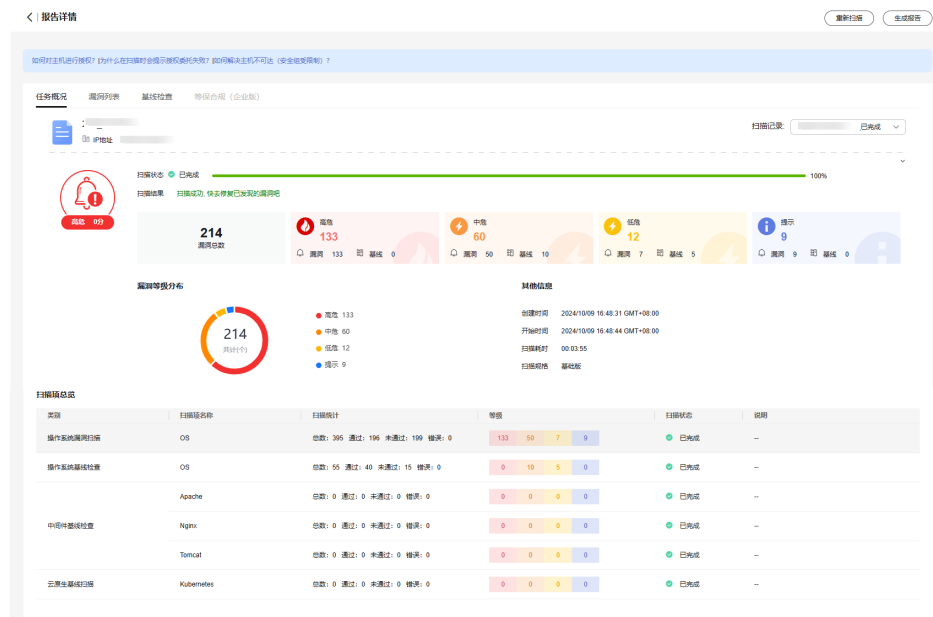 报告详情
重新扫描
生成报告
如何对主机进行授权? |为什么在扫描时会提示授权委托失败? |如何解决主机不可达（安全组受限制）?
任务概况 漏洞列表 基线检查 等保合规（企业版）
IP地址
扫描记录: 已完成
扫描状态 已完成 100%
扫描结果 扫描成功, 快去修复已发现的漏洞吧
高危 0分
214
漏洞总数
高危
133
漏洞 133 基线 0
中危
60
漏洞 50 基线 10
低危
12
漏洞 7 基线 5
提示
9
漏洞 9 基线 0
漏洞等级分布
214
共计(个)
高危 133
中危 60
低危 12
提示 9
其他信息
创建时间 2024/10/09 16:48:31 GMT+08:00
开始时间 2024/10/09 16:48:44 GMT+08:00
扫描耗时 00:03:55
扫描规格 基础版
扫描项总览
类别 扫描项名称 扫描统计 等级 扫描状态 说明
操作系统漏洞扫描 OS 总数: 395 通过: 196 未通过: 199 错误: 0 133 50 7 9 已完成 --
操作系统基线检查 OS 总数: 55 通过: 40 未通过: 15 错误: 0 0 10 5 0 已完成 --
中间件基线检查
Apache 总数: 0 通过: 0 未通过: 0 错误: 0 0 0 0 0 已完成 --
Nginx 总数: 0 通过: 0 未通过: 0 错误: 0 0 0 0 0 已完成 --
Tomcat 总数: 0 通过: 0 未通过: 0 错误: 0 0 0 0 0 已完成 --
云原生基线扫描 Kubernetes 总数: 0 通过: 0 未通过: 0 错误: 0 0 0 0 0 已完成 --